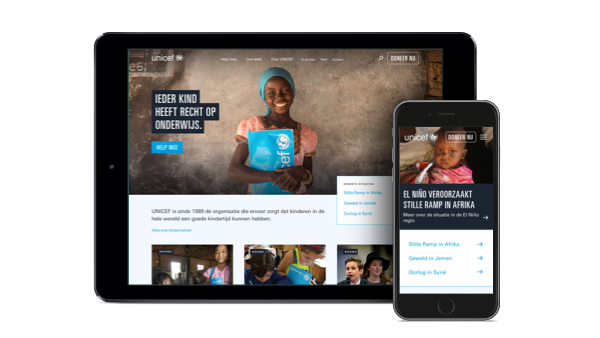 unicef
Help mee
Ons werk
Over UNICEF
DONEER NU
IEDER KIND
HEEFT RECHT OP
ONDERWIJS.
HELP MEE
unicef
UNICEF is sinds 1989 dé organisatie die ervoor zorgt dat kinderen in de
hele wereld een goede kindertijd kunnen hebben.
Stille Ramp in Afrika
Geweld in Jemen
Oorlog in Syrië
unicef
DONEER NU
EL NIÑO VEROORZAAKT
STILLE RAMP IN AFRIKA
Meer over de situatie in de El Niño
regio
Stille Ramp in Afrika
Geweld in Jemen
Oorlog in Syrië